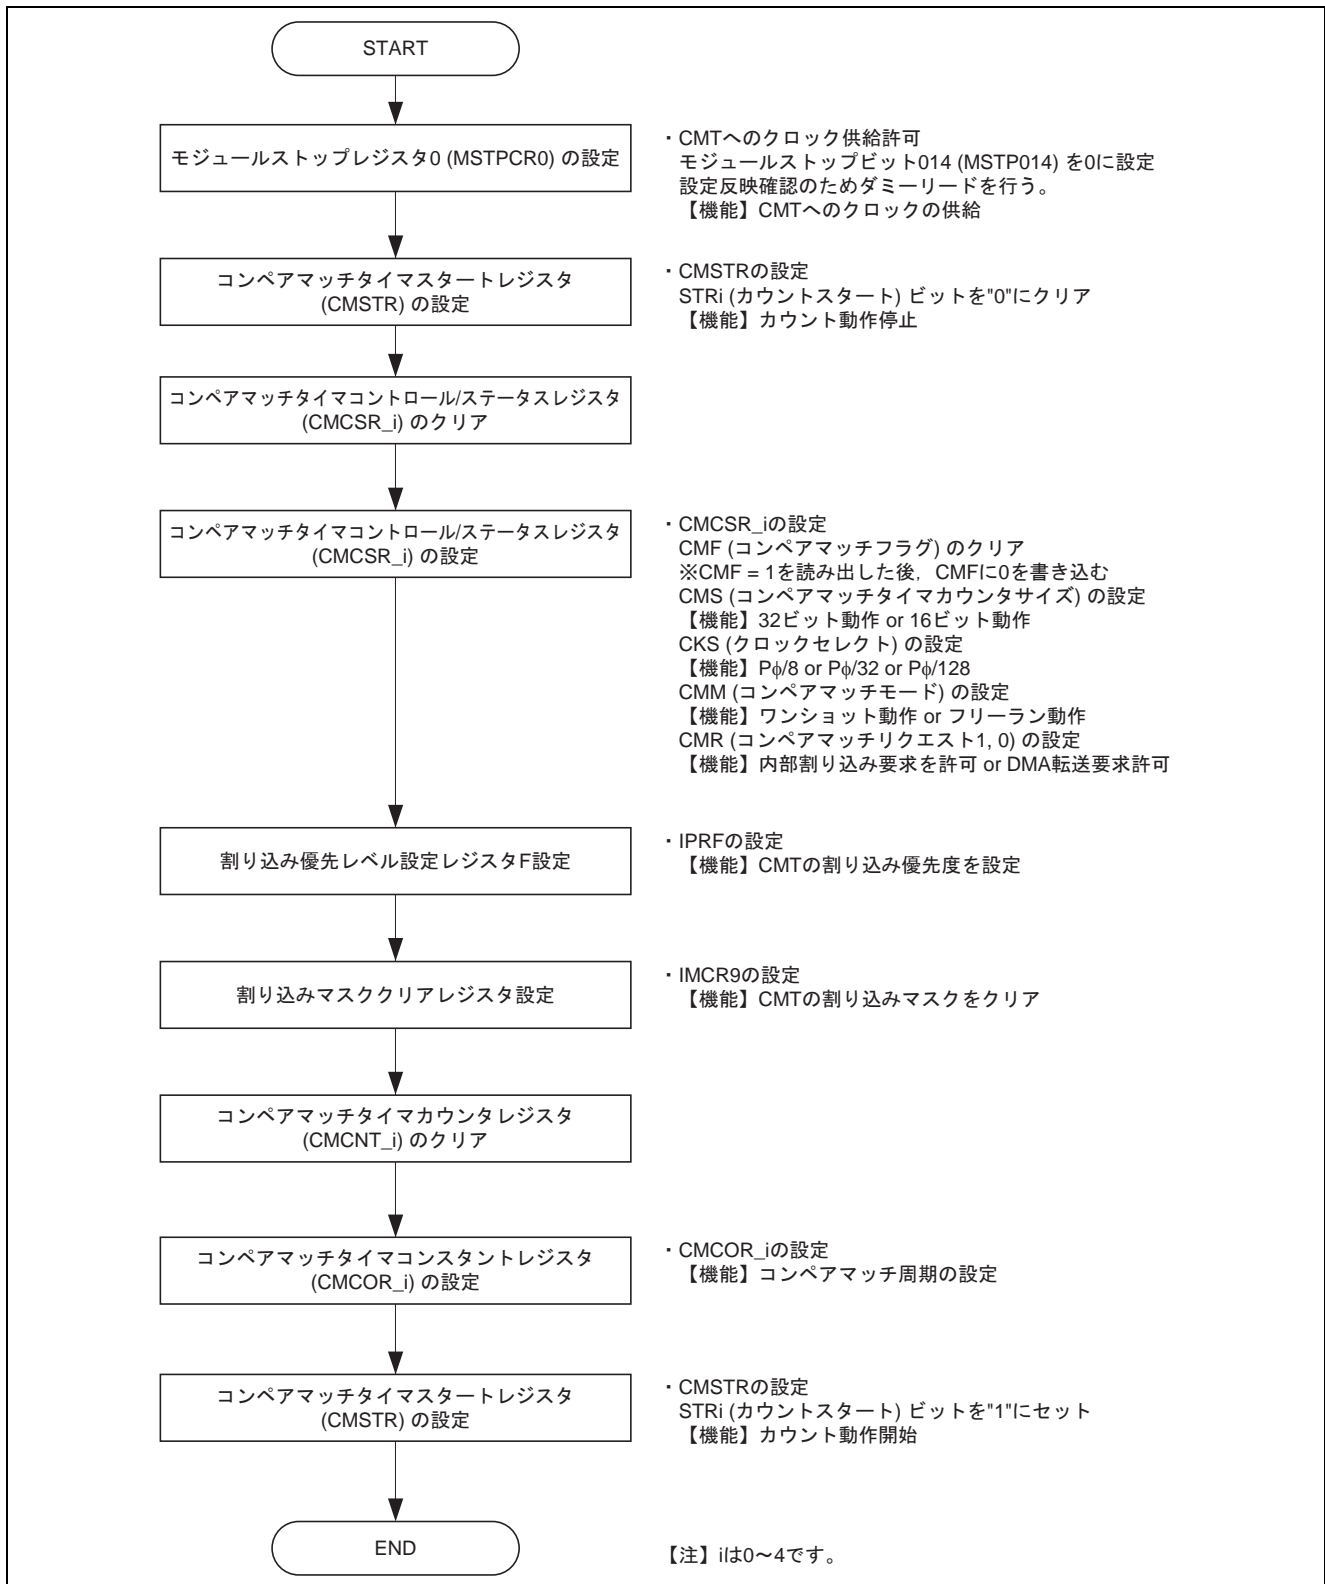 START
モジュールストップレジスタ0 (MSTPCR0) の設定
・CMTへのクロック供給許可
モジュールストップビット014 (MSTP014) を0に設定
設定反映確認のためダミーリードを行う。
【機能】CMTへのクロックの供給
コンペアマッチタイマスタートレジスタ
(CMSTR) の設定
・CMSTRの設定
STRi (カウントスタート) ビットを"0"にクリア
【機能】カウント動作停止
コンペアマッチタイマコントロール/ステータスレジスタ
(CMCSR_i) のクリア
コンペアマッチタイマコントロール/ステータスレジスタ
(CMCSR_i) の設定
・CMCSR_iの設定
CMF (コンペアマッチフラグ) のクリア
※CMF = 1を読み出した後，CMFに0を書き込む
CMS (コンペアマッチタイマカウンタサイズ) の設定
【機能】32ビット動作 or 16ビット動作
CKS (クロックセレクト) の設定
【機能】Pφ/8 or Pφ/32 or Pφ/128
CMM (コンペアマッチモード) の設定
【機能】ワンショット動作 or フリーラン動作
CMR (コンペアマッチリクエスト1, 0) の設定
【機能】内部割り込み要求を許可 or DMA転送要求許可
割り込み優先レベル設定レジスタF設定
・IPRFの設定
【機能】CMTの割り込み優先度を設定
割り込みマスククリアレジスタ設定
・IMCR9の設定
【機能】CMTの割り込みマスクをクリア
コンペアマッチタイマカウンタレジスタ
(CMCNT_i) のクリア
コンペアマッチタイマコンスタントレジスタ
(CMCOR_i) の設定
・CMCOR_iの設定
【機能】コンペアマッチ周期の設定
コンペアマッチタイマスタートレジスタ
(CMSTR) の設定
・CMSTRの設定
STRi (カウントスタート) ビットを"1"にセット
【機能】カウント動作開始
END
【注】iは0〜4です。